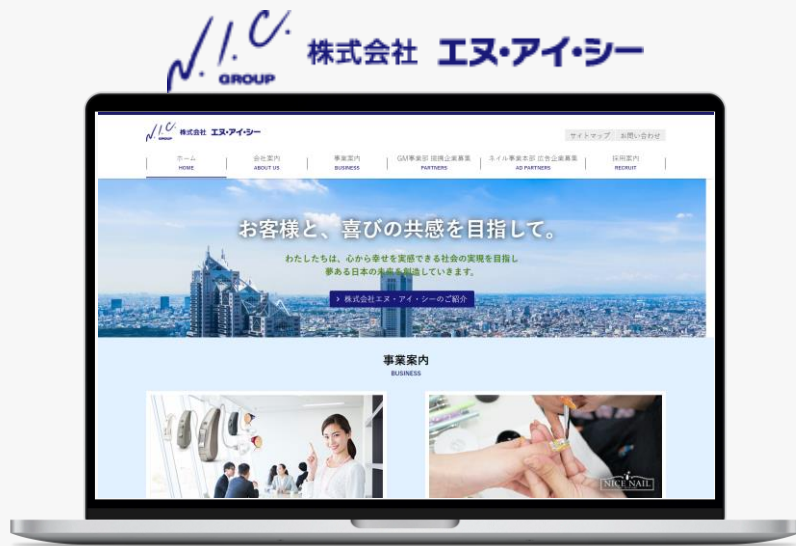 N.I.C.
GROUP
株式会社 エヌ・アイ・シー
N.I.C.
GROUP
株式会社 エヌ・アイ・シー
サイトマップ お問い合わせ
ホーム 会社案内 事業案内 GM事業部 提携企業募集 ネイル事業本部 広告企業募集 採用案内
HOME ABOUT US BUSINESS PARTNERS AD PARTNERS RECRUIT
お客様と、喜びの共感を目指して。
わたしたちは、心から幸せを実感できる社会の実現を目指し
夢ある日本の未来を創造していきます。
› 株式会社エヌ・アイ・シーのご紹介
事業案内
BUSINESS
NICE NAIL